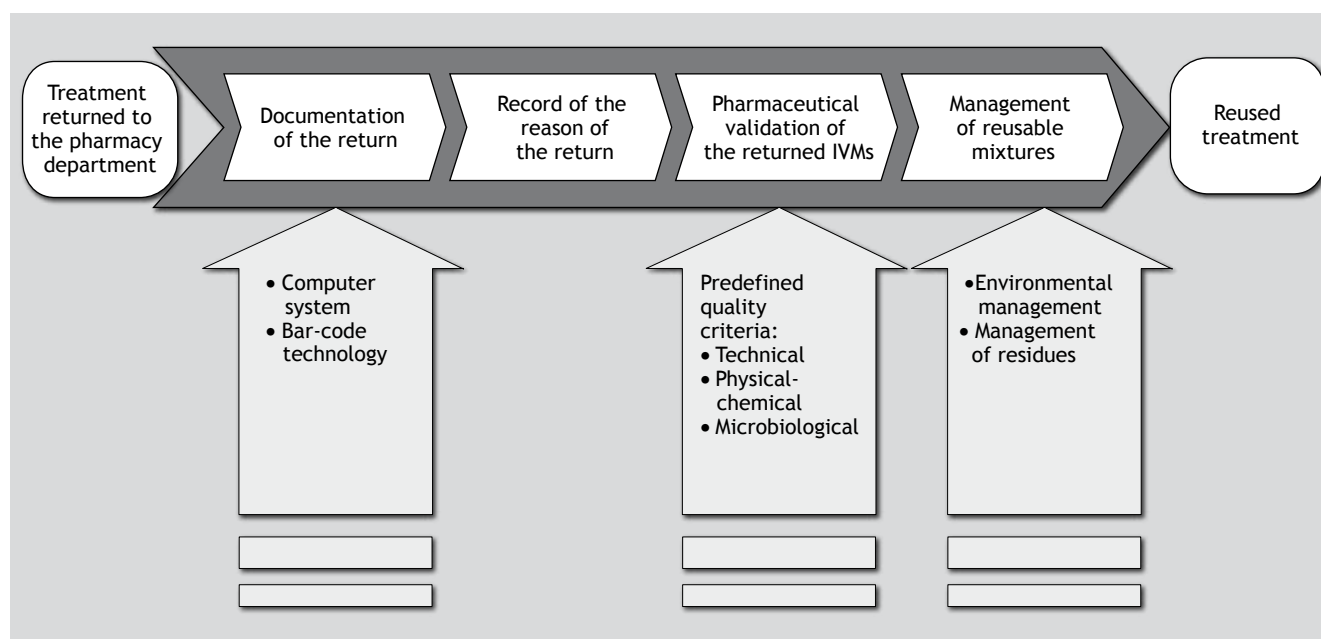 Treatment
returned to
the pharmacy
department
Documentation
of the return
Record of the
reason of
the return
Pharmaceutical
validation of
the returned IVMs
Management
of reusable
mixtures
Reused
treatment
• Computer
system
• Bar-code
technology
Predefined
quality
criteria:
• Technical
• Physical-
chemical
• Microbiological
•Environmental
management
• Management
of residues